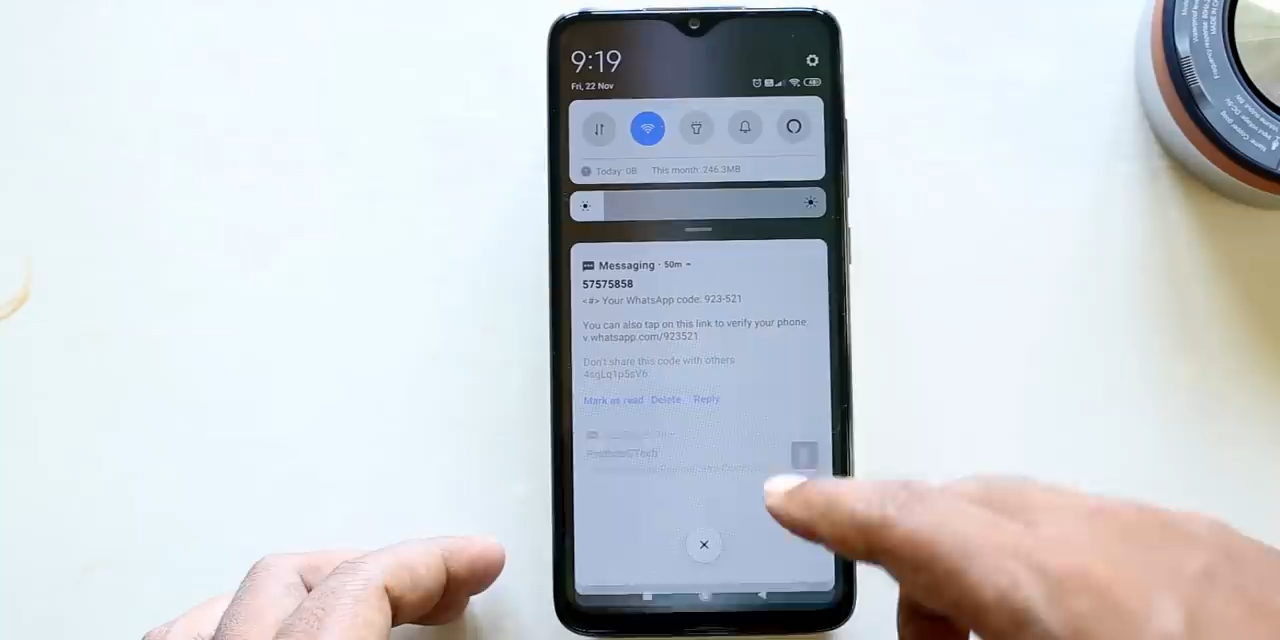 9:19
Fri, 22 Nov
Today: 0B This month: 246.3MB
Messaging · 50m
57575858
<#> Your WhatsApp code: 923-521
You can also tap on this link to verify your phone:
v.whatsapp.com/923521
Don't share this code with others
4sgLq1p5sV6
Mark as read Delete Reply
MADE IN C